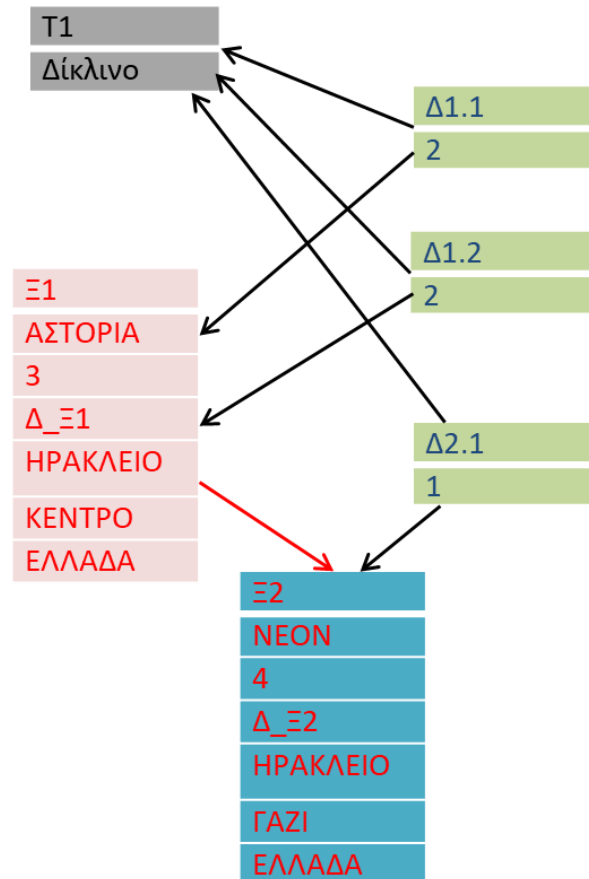 Τ1
Δίκλινο
Δ1.1
2
Δ1.2
2
Ξ1
ΑΣΤΟΡΙΑ
3
Δ_Ξ1
ΗΡΑΚΛΕΙΟ
ΚΕΝΤΡΟ
ΕΛΛΑΔΑ
Δ2.1
1
Ξ2
ΝΕΟΝ
4
Δ_Ξ2
ΗΡΑΚΛΕΙΟ
ΓΑΖΙ
ΕΛΛΑΔΑ